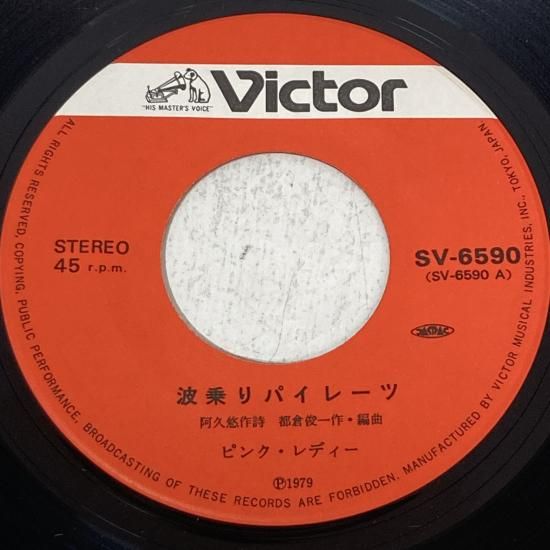 "HIS MASTER'S VOICE"
Victor
STEREO
45 r.p.m.
SV-6590
(SV-6590 A)
JASRAC
波乗りパイレーツ
阿久悠作詩 都倉俊一作・編曲
ピンク・レディー
Ⓟ1979
ALL RIGHTS RESERVED, COPYING, PUBLIC PERFORMANCE, BROADCASTING OF THESE RECORDS ARE FORBIDDEN. MANUFACTURED BY VICTOR MUSICAL INDUSTRIES, INC., TOKYO, JAPAN.